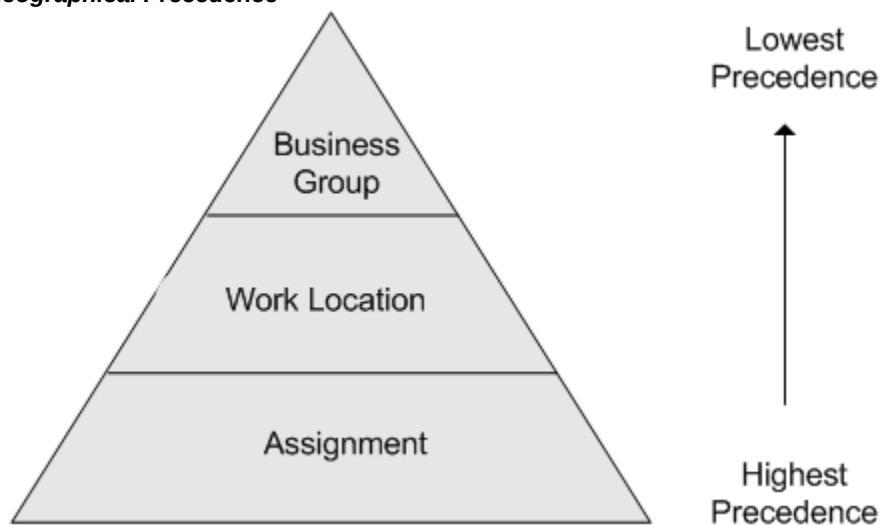 Precedence
Lowest
Precedence
Business
Group
Work Location
Assignment
Highest
Precedence